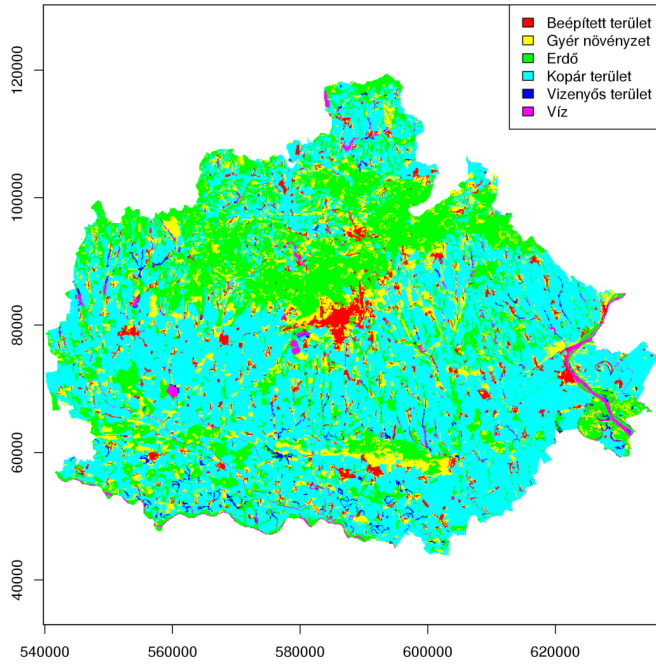 Beépített terület
Gyér növényzet
Erdő
Kopár terület
Vizenyős terület
Víz
120000
100000
80000
60000
40000
540000
560000
580000
600000
620000